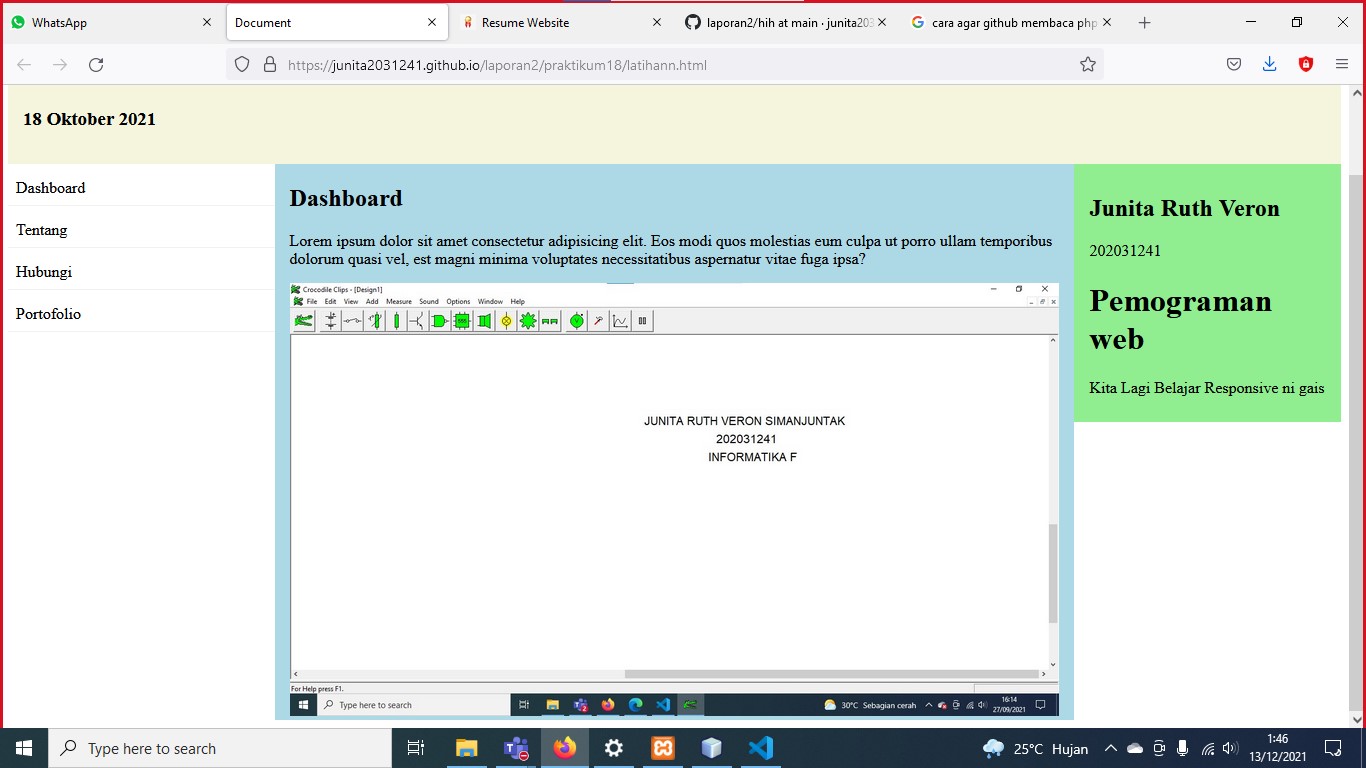 WhatsApp
Document
Resume Website
laporan2/hih at main · junita203
cara agar github membaca php
https://junita2031241.github.io/laporan2/praktikum18/latihann.html
18 Oktober 2021
Dashboard
Tentang
Hubungi
Portofolio
Dashboard
Lorem ipsum dolor sit amet consectetur adipisicing elit. Eos modi quos molestias eum culpa ut porro ullam temporibus
dolorum quasi vel, est magni minima voluptates necessitatibus aspernatur vitae fuga ipsa?
Crocodile Clips - [Design1]
File Edit View Add Measure Sound Options Window Help
JUNITA RUTH VERON SIMANJUNTAK
202031241
INFORMATIKA F
For Help press F1.
Type here to search
30°C Sebagian cerah
16:14
27/09/2021
Junita Ruth Veron
202031241
Pemograman
web
Kita Lagi Belajar Responsive ni gais
Type here to search
25°C Hujan
1:46
13/12/2021